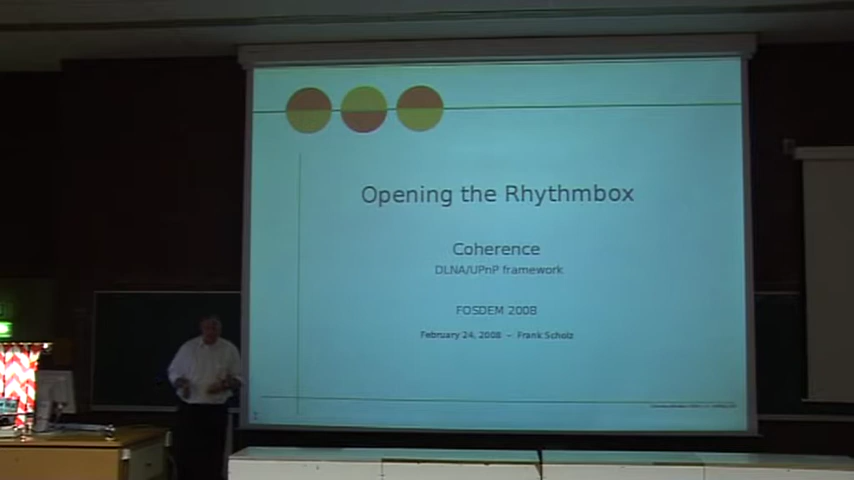 Opening the Rhythmbox
Coherence
DLNA/UPnP framework
FOSDEM 2008
February 24, 2008 – Frank Scholz